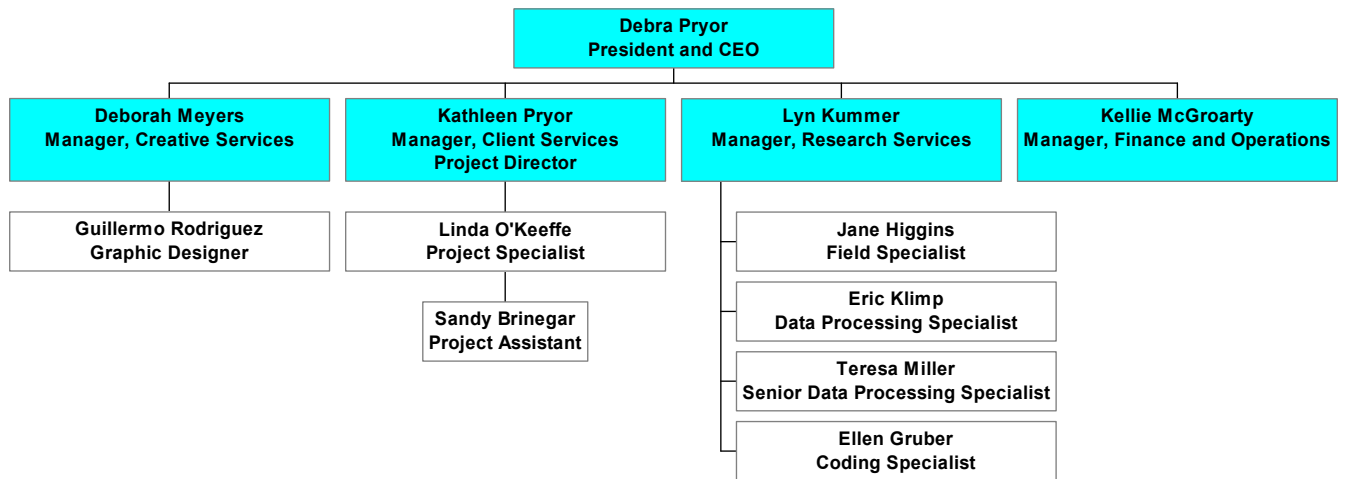 Debra Pryor
President and CEO
Deborah Meyers
Manager, Creative Services
Kathleen Pryor
Manager, Client Services
Project Director
Lyn Kummer
Manager, Research Services
Kellie McGroarty
Manager, Finance and Operations
Guillermo Rodriguez
Graphic Designer
Linda O'Keeffe
Project Specialist
Sandy Brinegar
Project Assistant
Jane Higgins
Field Specialist
Eric Klimp
Data Processing Specialist
Teresa Miller
Senior Data Processing Specialist
Ellen Gruber
Coding Specialist